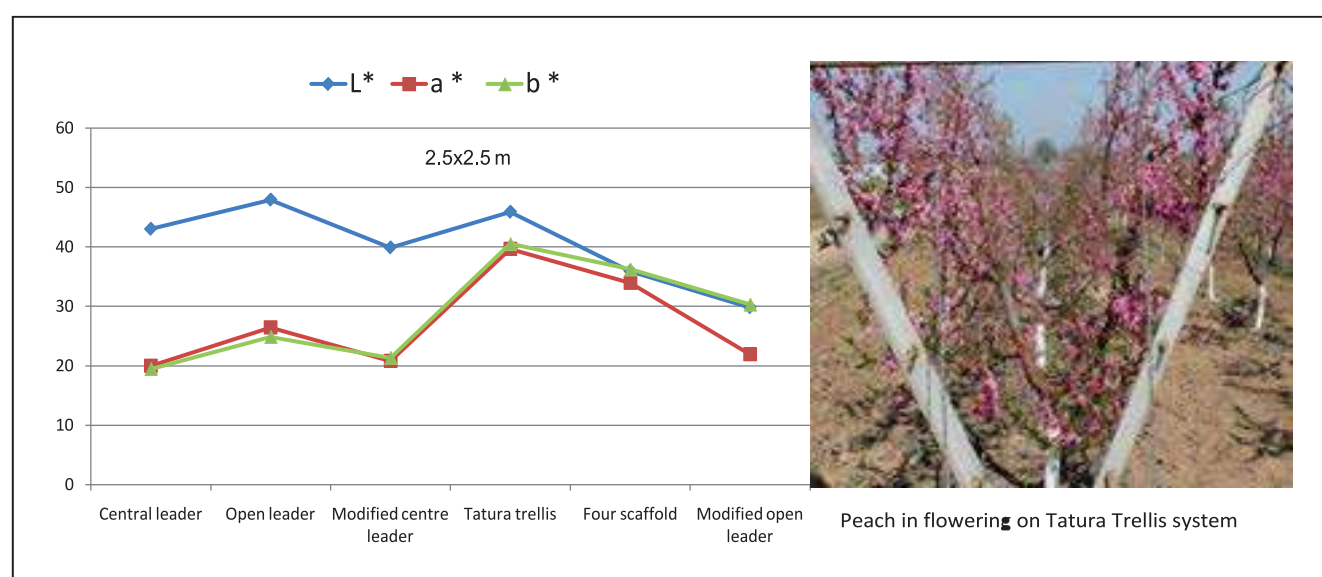 L* a * b *
60
2.5x2.5 m
50
40
30
20
10
0
Central leader Open leader Modified centre Tatura trellis Four scaffold Modified open
leader leader
Peach in flowering on Tatura Trellis system